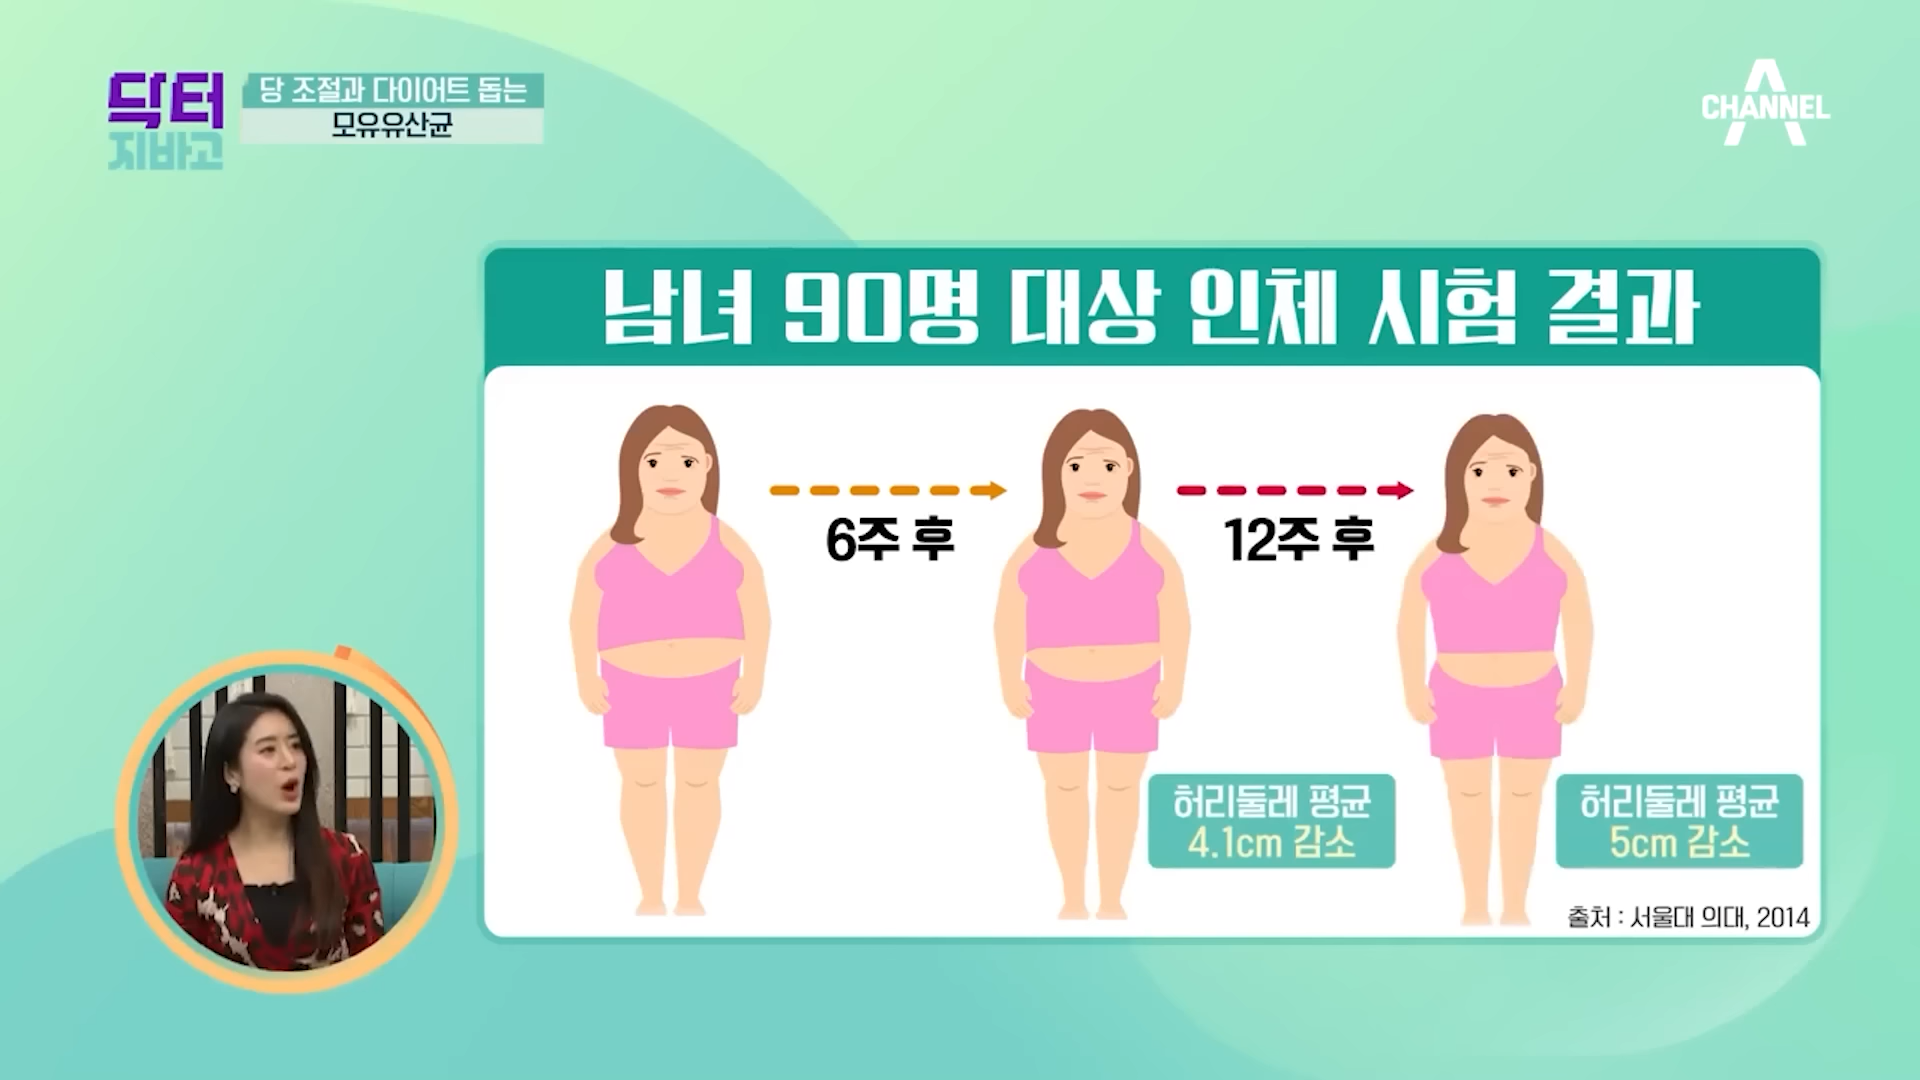 닥터
지바고
당 조절과 다이어트 돕는
모유유산균
CHANNEL A
남녀 90명 대상 인체 시험 결과
6주 후
12주 후
허리둘레 평균
4.1cm 감소
허리둘레 평균
5cm 감소
출처 : 서울대 의대, 2014